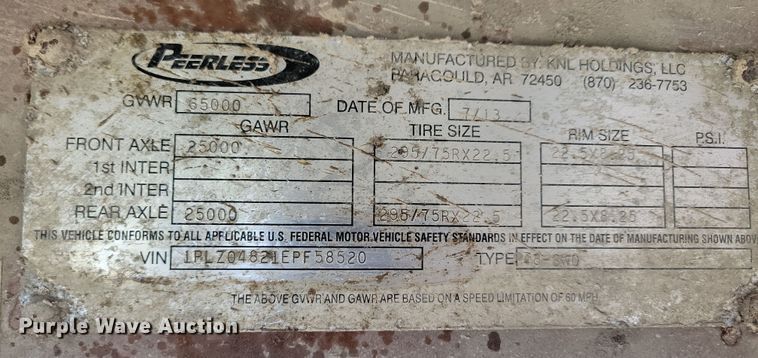 PEERLESS
MANUFACTURED BY: KNL HOLDINGS, LLC
PARAGOULD, AR 72450 (870) 236-7753
GVWR 65000 DATE OF MFG. 7/13
GAWR TIRE SIZE RIM SIZE P.S.I.
FRONT AXLE 25000 295/75RX22.5 22.5X8.25
1st INTER
2nd INTER
REAR AXLE 25000 295/75RX22.5 22.5X8.25
THIS VEHICLE CONFORMS TO ALL APPLICABLE U.S. FEDERAL MOTOR VEHICLE SAFETY STANDARDS IN EFFECT ON THE DATE OF MANUFACTURING SHOWN ABOV
VIN 1PLZ04821EPF58520 TYPE
THE ABOVE GVWR AND GAWR ARE BASED ON A SPEED LIMITATION OF 60 MPH.
Purple Wave Auction